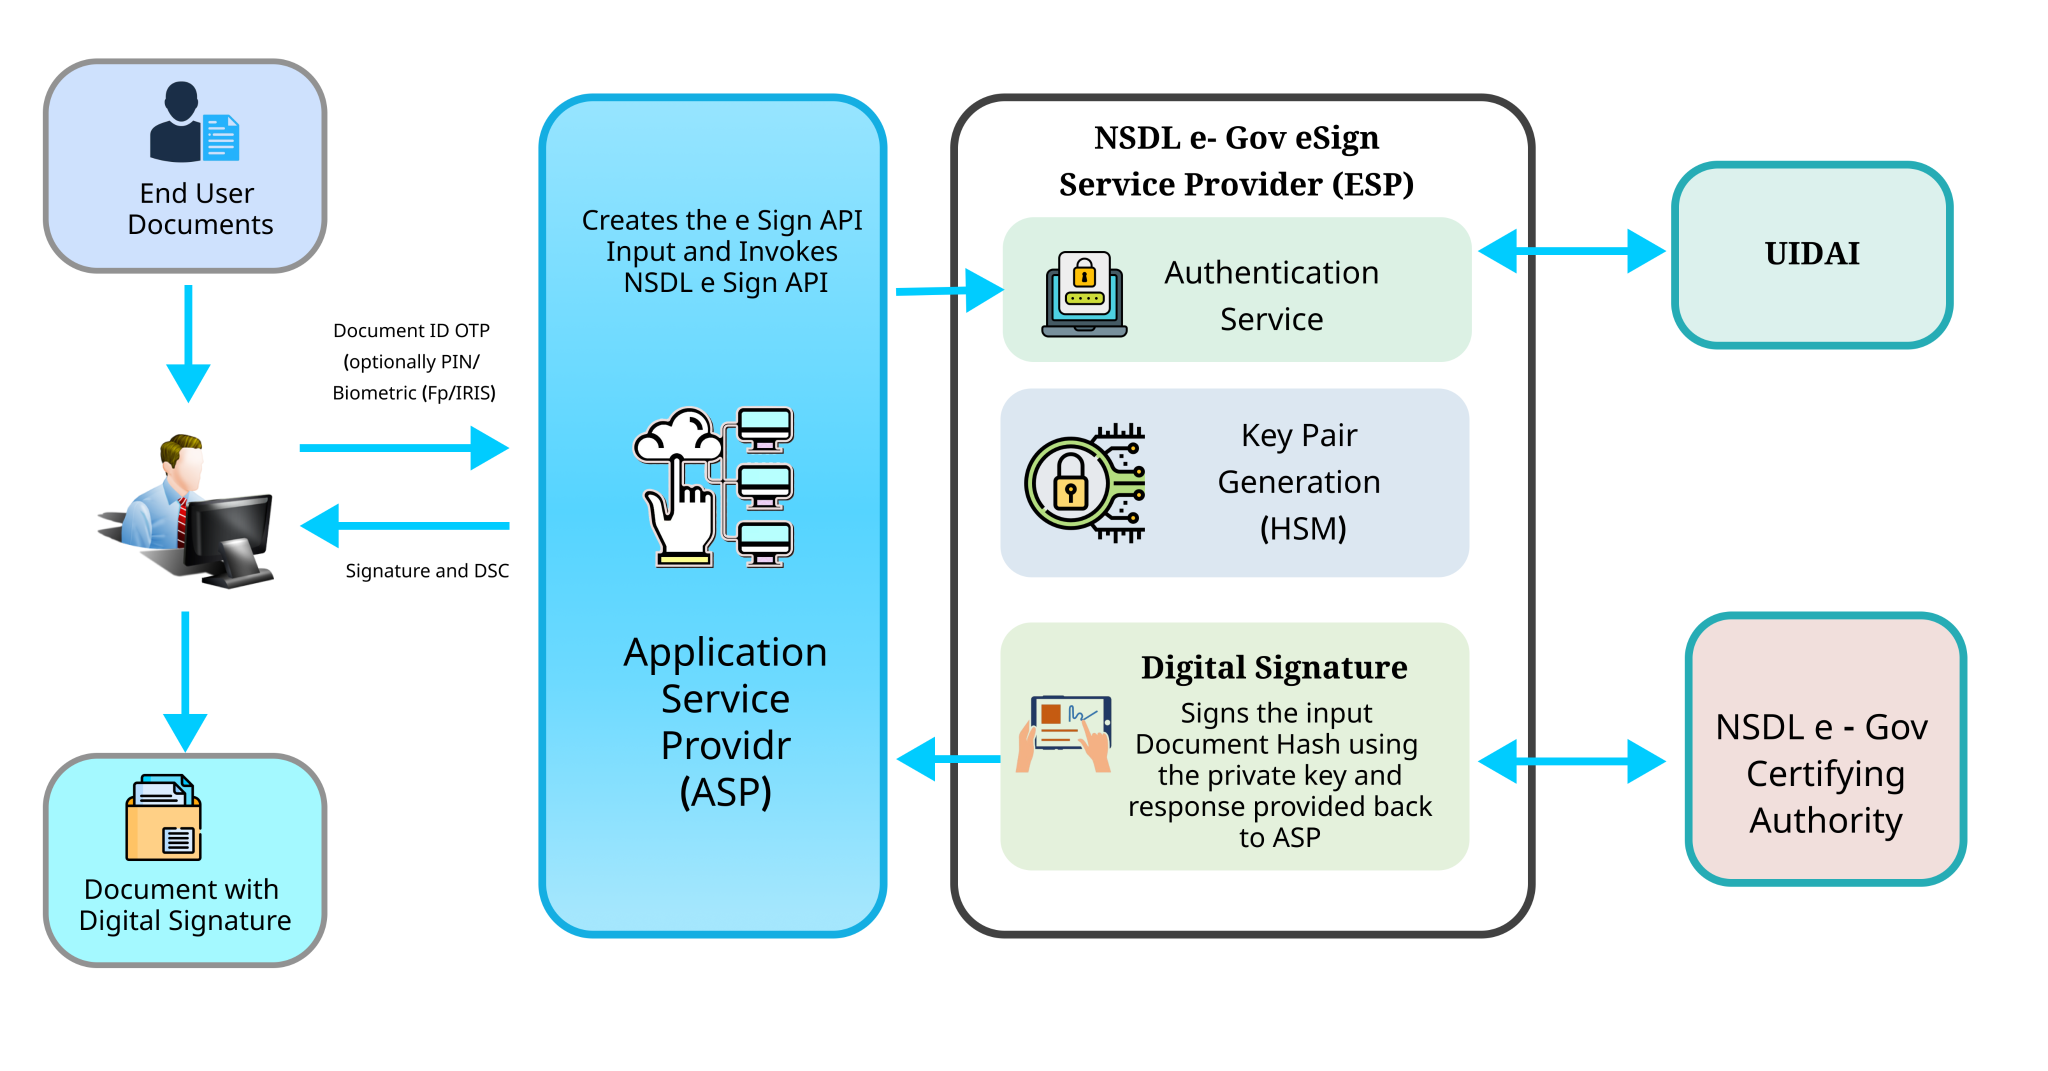 End User
Documents
Document ID OTP
(optionally PIN/
Biometric (Fp/IRIS)
Signature and DSC
Document with
Digital Signature
Creates the e Sign API
Input and Invokes
NSDL e Sign API
Application
Service
Providr
(ASP)
NSDL e- Gov eSign
Service Provider (ESP)
Authentication
Service
Key Pair
Generation
(HSM)
Digital Signature
Signs the input
Document Hash using
the private key and
response provided back
to ASP
UIDAI
NSDL e - Gov
Certifying
Authority